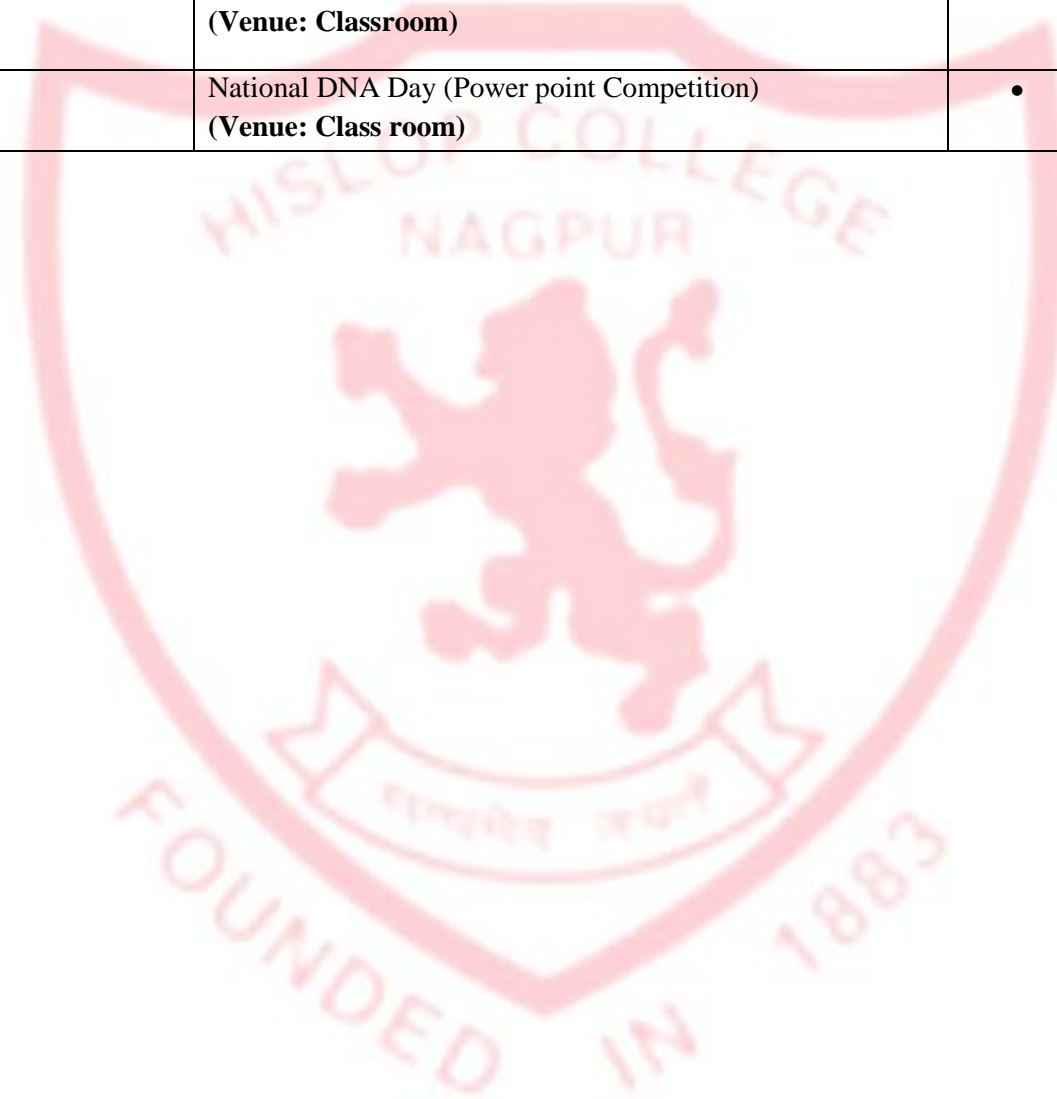 (Venue: Classroom)
National DNA Day (Power point Competition)
•
(Venue: Class room)
HISLOP COLLEGE
NAGPUR
FOUNDED IN 1883